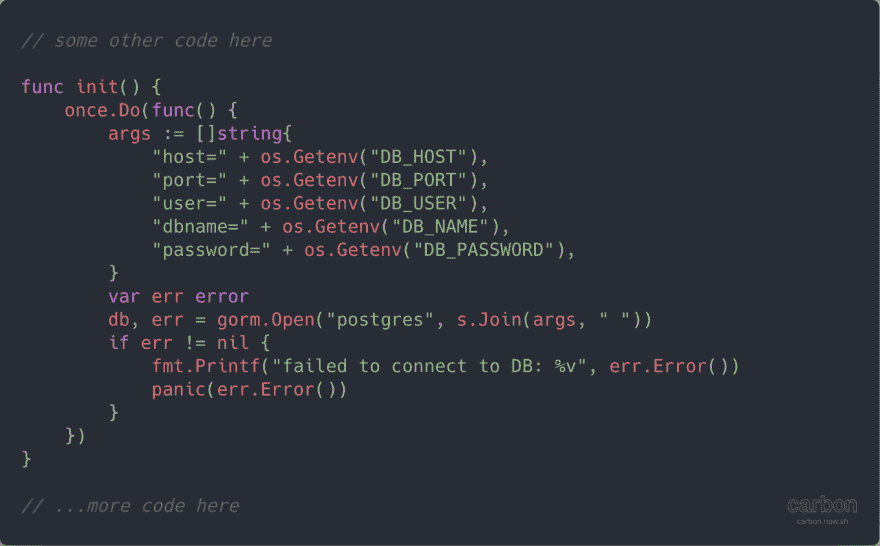 // some other code here
func init() {
    once.Do(func() {
        args := []string{
            "host=" + os.Getenv("DB_HOST"),
            "port=" + os.Getenv("DB_PORT"),
            "user=" + os.Getenv("DB_USER"),
            "dbname=" + os.Getenv("DB_NAME"),
            "password=" + os.Getenv("DB_PASSWORD"),
        }
        var err error
        db, err = gorm.Open("postgres", s.Join(args, " "))
        if err != nil {
            fmt.Printf("failed to connect to DB: %v", err.Error())
            panic(err.Error())
        }
    })
}
// ...more code here
carbon
carbon.now.sh